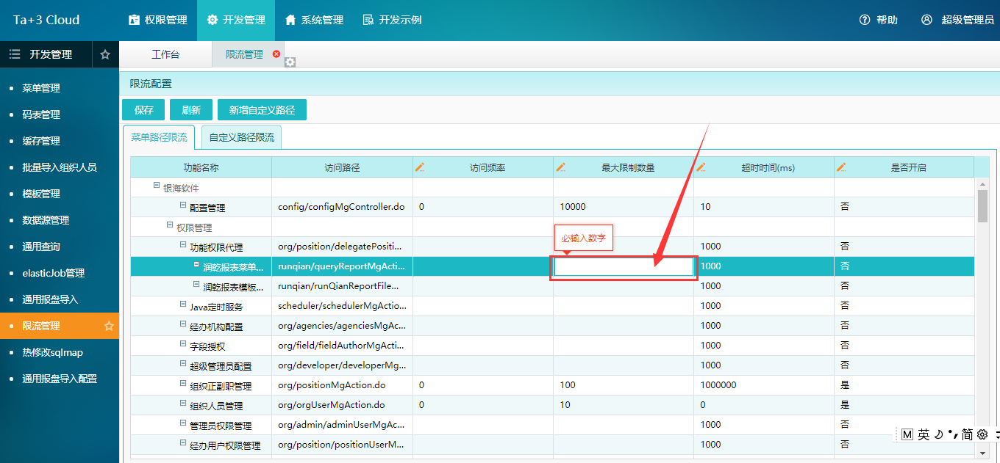 Ta+3 Cloud 权限管理 开发管理 系统管理 开发示例 帮助 超级管理员
开发管理 工作台 限流管理
菜单管理
码表管理
缓存管理
批量导入组织人员
模板管理
数据源管理
通用查询
elasticJob管理
通用报盘导入
限流管理
热修改sqlmap
通用报盘导入配置
限流配置
保存 刷新 新增自定义路径
菜单路径限流 自定义路径限流
功能名称 访问路径 访问频率 最大限制数量 超时时间(ms) 是否开启
银海软件
配置管理 config/configMgController.do 0 10000 10 否
权限管理
功能权限代理 org/position/delegatePositi... 1000 否
必输入数字
润乾报表菜单... runqian/queryReportMgActi... 1000 否
润乾报表模板... runqian/runQianReportFile... 1000 否
Java定时服务 scheduler/schedulerMgActio... 1000 否
经办机构配置 org/agencies/agenciesMgAc... 1000 否
字段授权 org/field/fieldAuthorMgActi... 1000 否
超级管理员配置 org/developer/developerMg... 1000 否
组织正副职管理 org/positionMgAction.do 0 100 1000000 是
组织人员管理 org/orgUserMgAction.do 0 10 0 是
管理员权限管理 org/admin/adminUserMgAc... 1000 否
经办用户权限管理 org/position/positionUserM... 1000 否
M 英 简